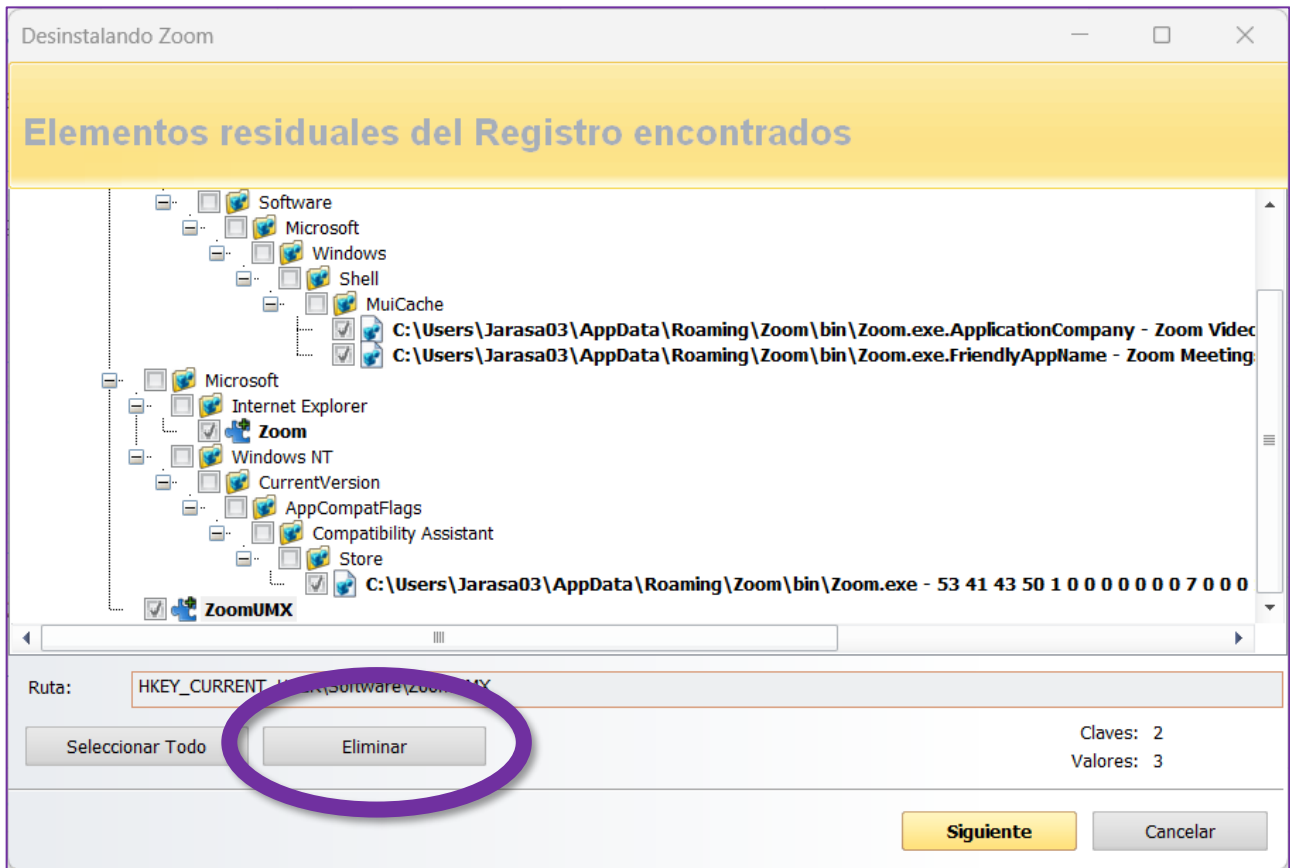 Desinstalando Zoom
Elementos residuales del Registro encontrados
Software
Microsoft
Windows
Shell
MuiCache
C:\Users\Jarasa03\AppData\Roaming\Zoom\bin\Zoom.exe.ApplicationCompany - Zoom Videc
C:\Users\Jarasa03\AppData\Roaming\Zoom\bin\Zoom.exe.FriendlyAppName - Zoom Meeting
Microsoft
Internet Explorer
Zoom
Windows NT
CurrentVersion
AppCompatFlags
Compatibility Assistant
Store
C:\Users\Jarasa03\AppData\Roaming\Zoom\bin\Zoom.exe - 53 41 43 50 1 0 0 0 0 0 0 0 7 0 0 0
ZoomUMX
Ruta: HKEY_CURRENT
Seleccionar Todo Eliminar
Claves: 2
Valores: 3
Siguiente Cancelar